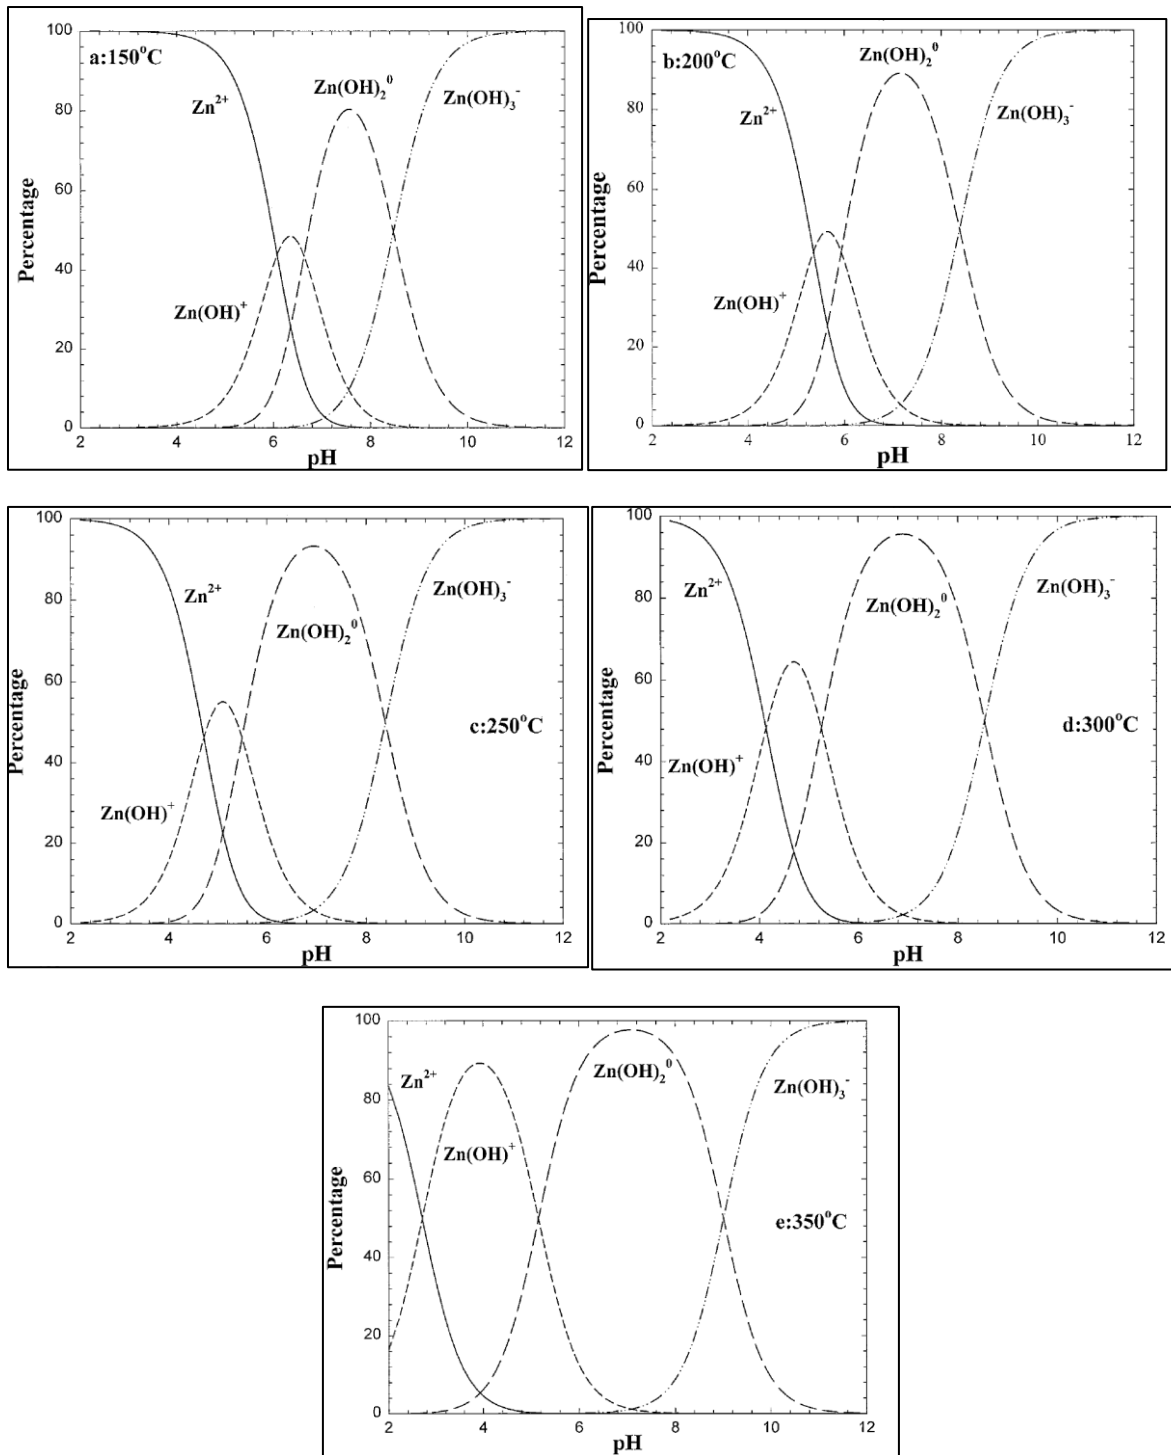 a:150°C
Zn²⁺
Zn(OH)₂⁰
Zn(OH)₃⁻
Zn(OH)⁺
Percentage
100
80
60
40
20
0
2 4 6 8 10 12
pH
b:200°C
Zn²⁺
Zn(OH)₂⁰
Zn(OH)₃⁻
Zn(OH)⁺
Percentage
100
80
60
40
20
0
2 4 6 8 10 12
pH
Zn²⁺
Zn(OH)₂⁰
Zn(OH)₃⁻
c:250°C
Zn(OH)⁺
Percentage
100
80
60
40
20
0
2 4 6 8 10 12
pH
Zn²⁺
Zn(OH)₂⁰
Zn(OH)₃⁻
d:300°C
Zn(OH)⁺
Percentage
100
80
60
40
20
0
2 4 6 8 10 12
pH
Zn²⁺
Zn(OH)₂⁰
Zn(OH)₃⁻
Zn(OH)⁺
e:350°C
Percentage
100
80
60
40
20
0
2 4 6 8 10 12
pH